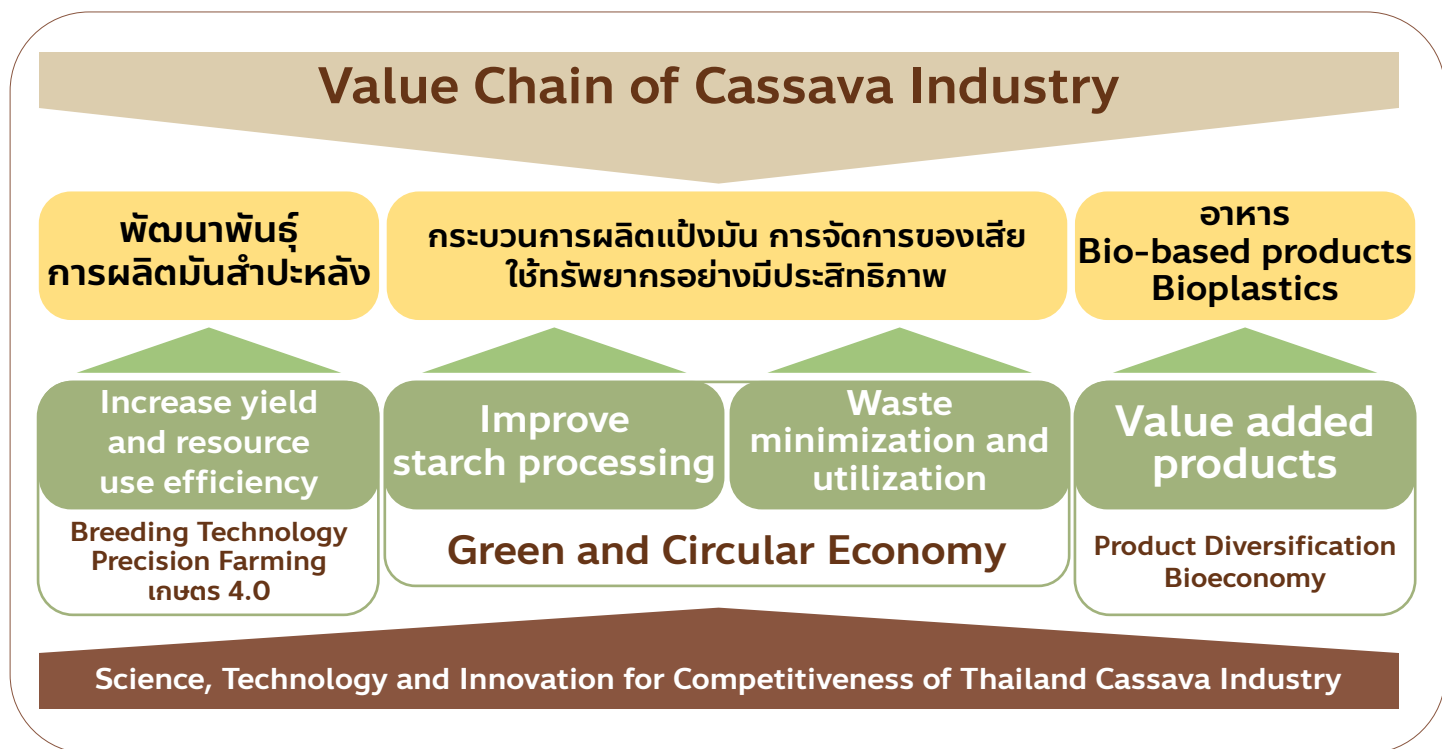 Value Chain of Cassava Industry
พัฒนาพันธุ์
การผลิตมันสำปะหลัง
กระบวนการผลิตแป้งมัน การจัดการของเสีย
ใช้ทรัพยากรอย่างมีประสิทธิภาพ
อาหาร
Bio-based products
Bioplastics
Increase yield
and resource
use efficiency
Breeding Technology
Precision Farming
เกษตร 4.0
Improve
starch processing
Waste
minimization and
utilization
Green and Circular Economy
Value added
products
Product Diversification
Bioeconomy
Science, Technology and Innovation for Competitiveness of Thailand Cassava Industry